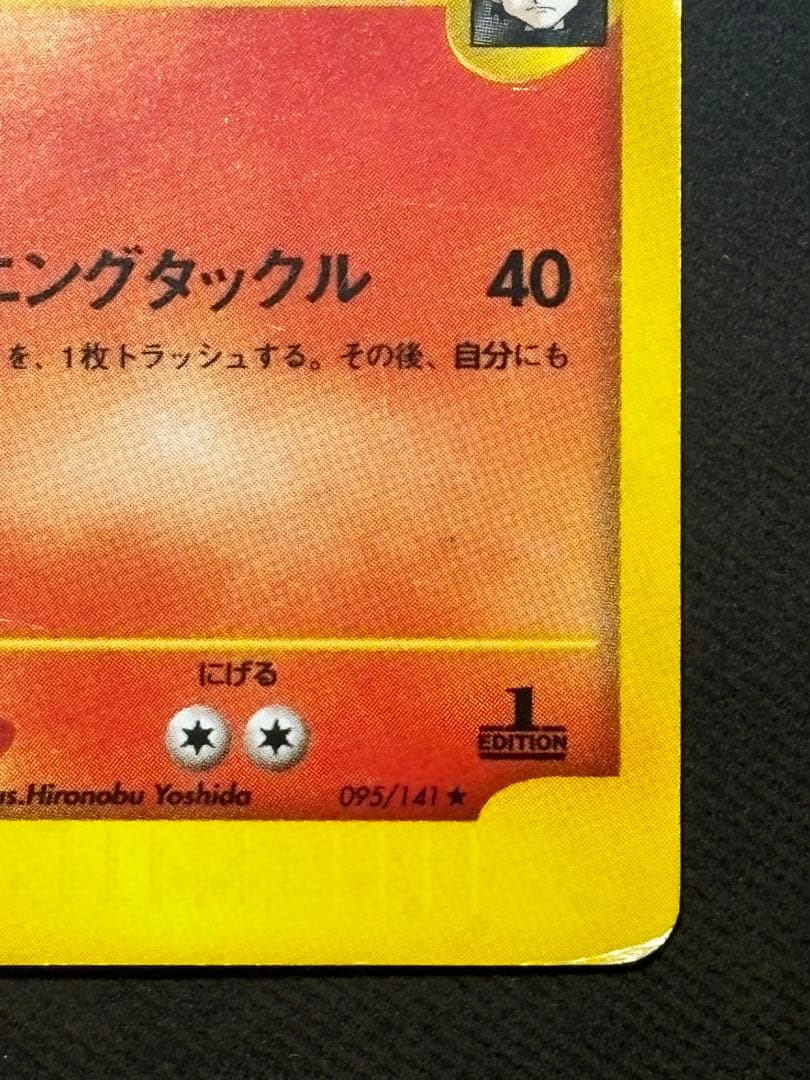 ニングタックル 40
を、1枚トラッシュする。その後、自分にも
にげる
1
EDITION
us.Hironobu Yoshida 095/141 ★